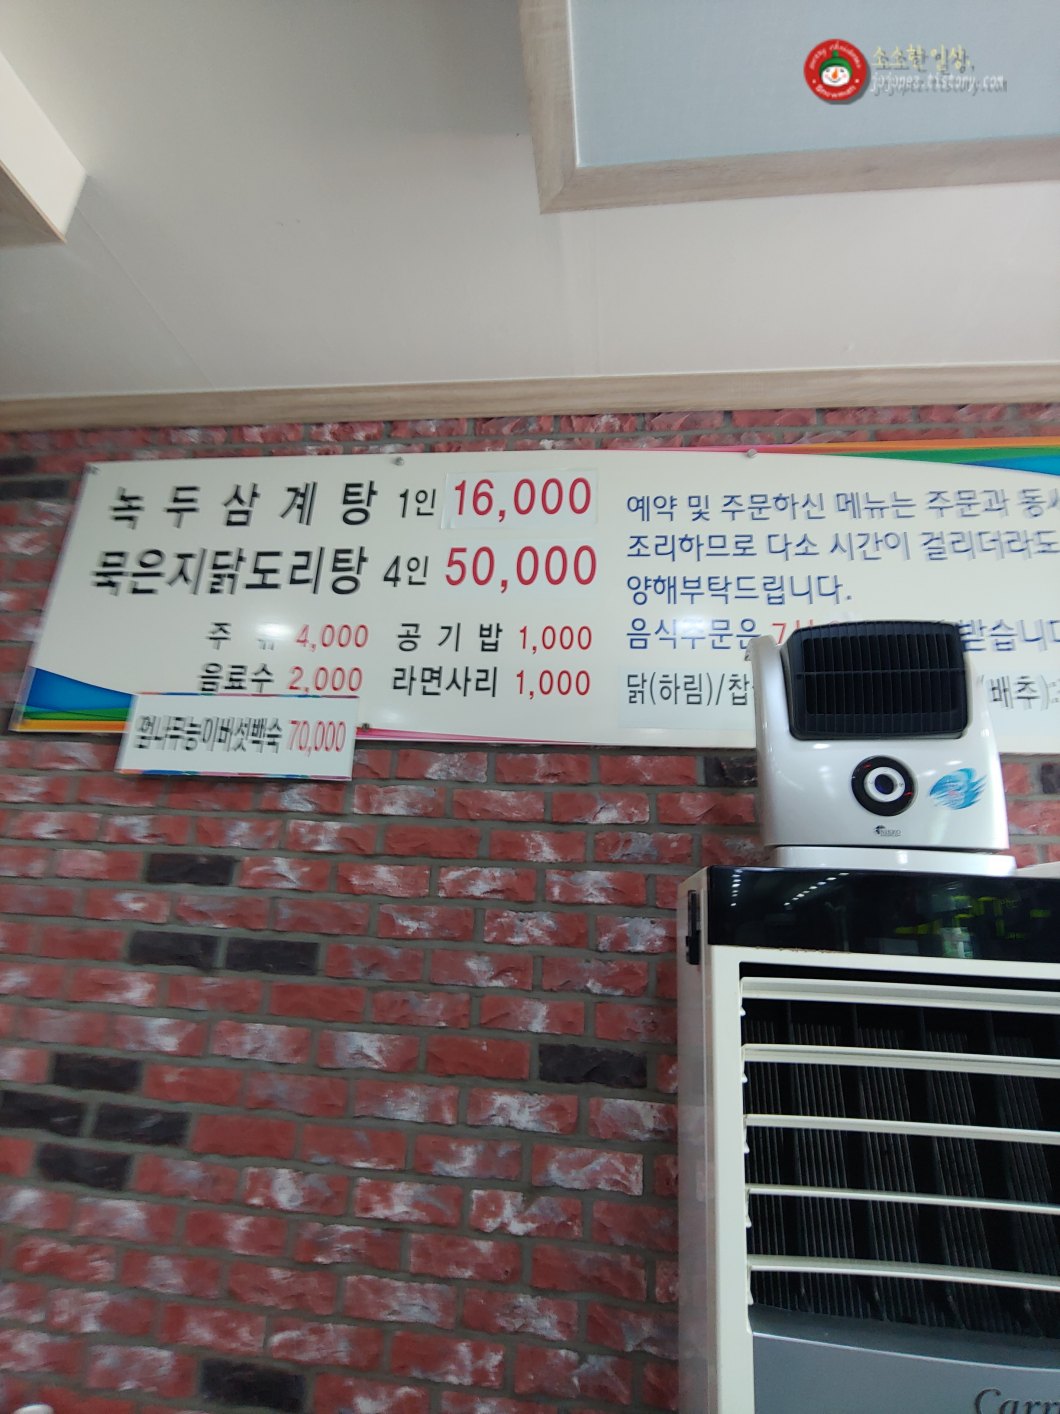 소소한 일상.
jojopez.tistory.com
녹두삼계탕 1인 16,000
묵은지닭도리탕 4인 50,000
주 4,000 공기밥 1,000
음료수 2,000 라면사리 1,000
엄나무능이버섯백숙 70,000
예약 및 주문하신 메뉴는 주문과
조리하므로 다소 시간이 걸리더라도
양해부탁드립니다.
음식주문은
닭(하림)/찹 (배추):
Carr